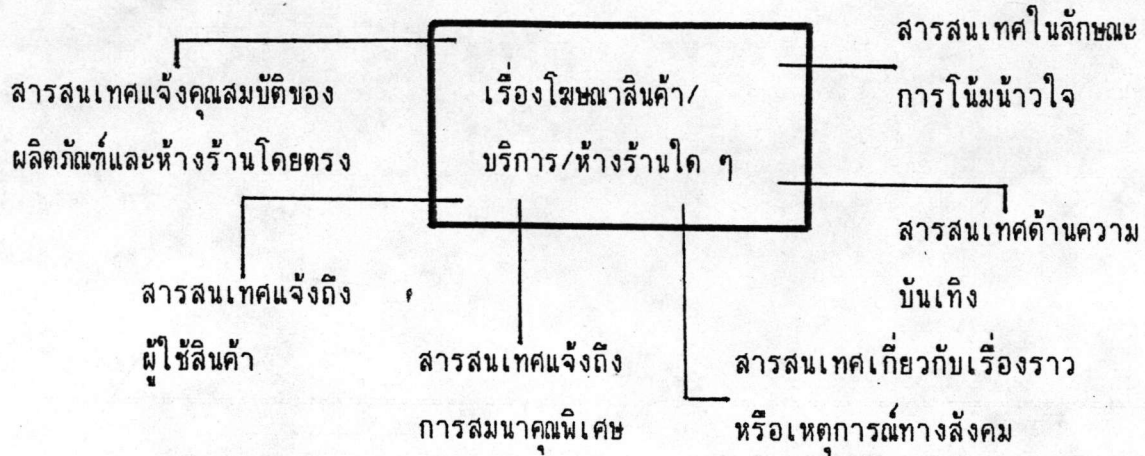 สารสนเทศในลักษณะ
การโน้มน้าวใจ
สารสนเทศแจ้งคุณสมบัติของ
ผลิตภัณฑ์และห้างร้านโดยตรง
เรื่องโฆษณาสินค้า/
บริการ/ห้างร้านใด ๆ
สารสนเทศด้านความ
บันเทิง
สารสนเทศแจ้งถึง
ผู้ใช้สินค้า
สารสนเทศแจ้งถึง
การสมนาคุณพิเศษ
สารสนเทศเกี่ยวกับเรื่องราว
หรือเหตุการณ์ทางสังคม